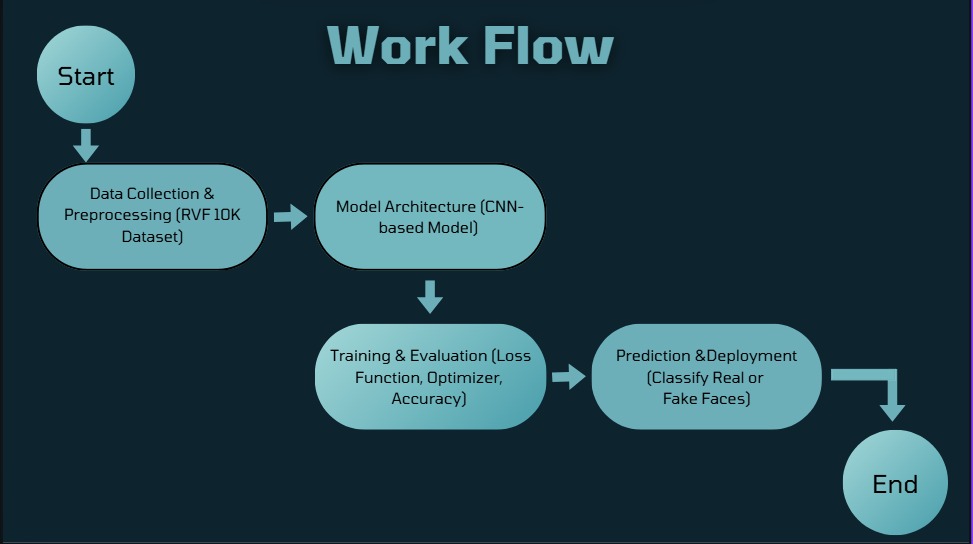 Work Flow
Start
Data Collection &
Preprocessing (RVF 10K
Dataset)
Model Architecture (CNN-
based Model)
Training & Evaluation (Loss
Function, Optimizer,
Accuracy)
Prediction &Deployment
(Classify Real or
Fake Faces)
End